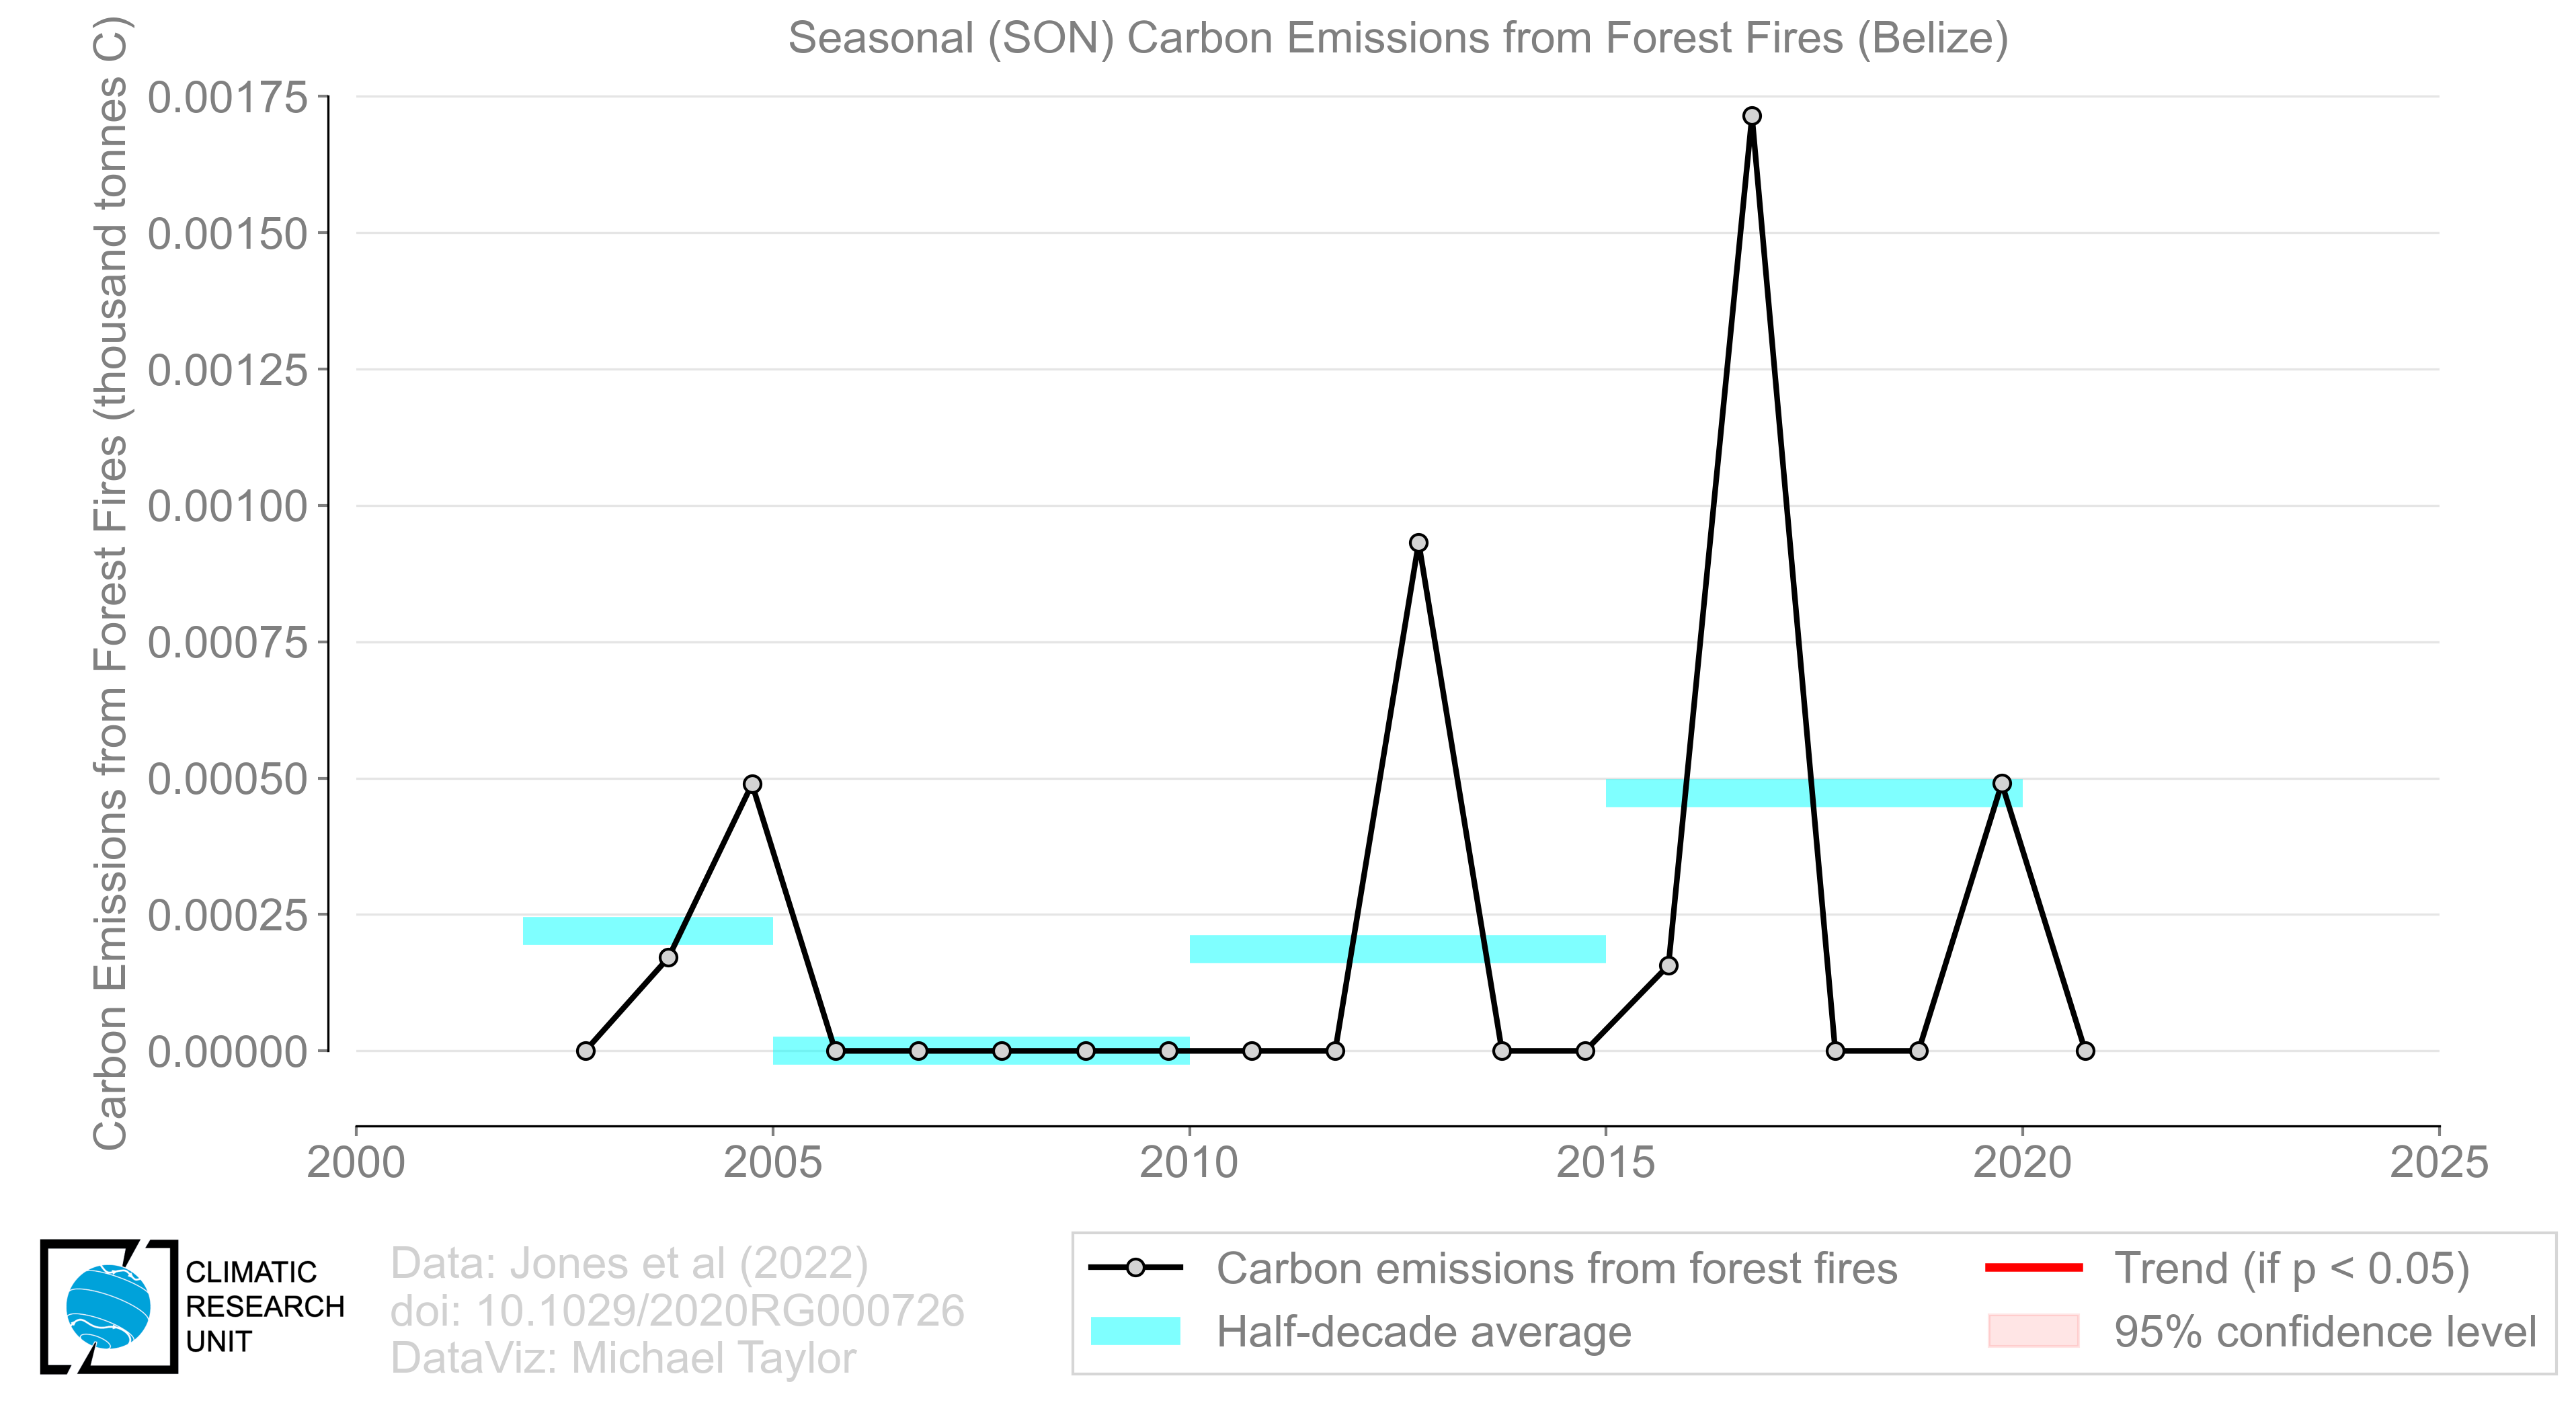 Seasonal (SON) Carbon Emissions from Forest Fires (Belize)
Carbon Emissions from Forest Fires (thousand tonnes C)
0.00175
0.00150
0.00125
0.00100
0.00075
0.00050
0.00025
0.00000
2000 2005 2010 2015 2020 2025
CLIMATIC
RESEARCH
UNIT
Data: Jones et al (2022)
doi: 10.1029/2020RG000726
DataViz: Michael Taylor
Carbon emissions from forest fires
Half-decade average
Trend (if p < 0.05)
95% confidence level